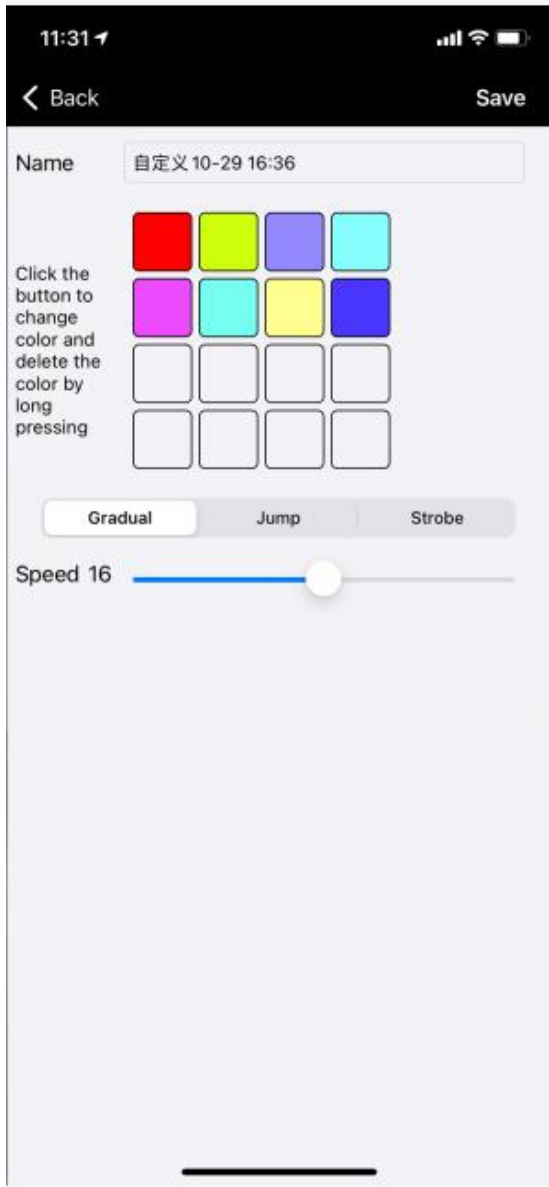 11:31
Back
Save
Name
自定义 10-29 16:36
Click the
button to
change
color and
delete the
color by
long
pressing
Gradual
Jump
Strobe
Speed 16